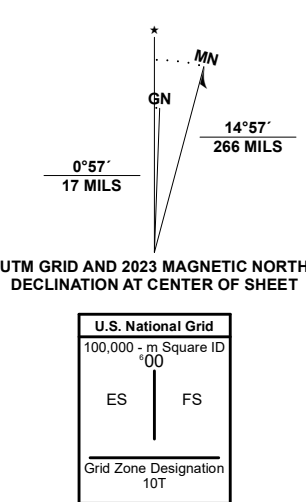 ★
MN
GN
14°57´
266 MILS
0°57´
17 MILS
UTM GRID AND 2023 MAGNETIC NORTH
DECLINATION AT CENTER OF SHEET
U.S. National Grid
100,000 - m Square ID
⁶00
ES FS
Grid Zone Designation
10T